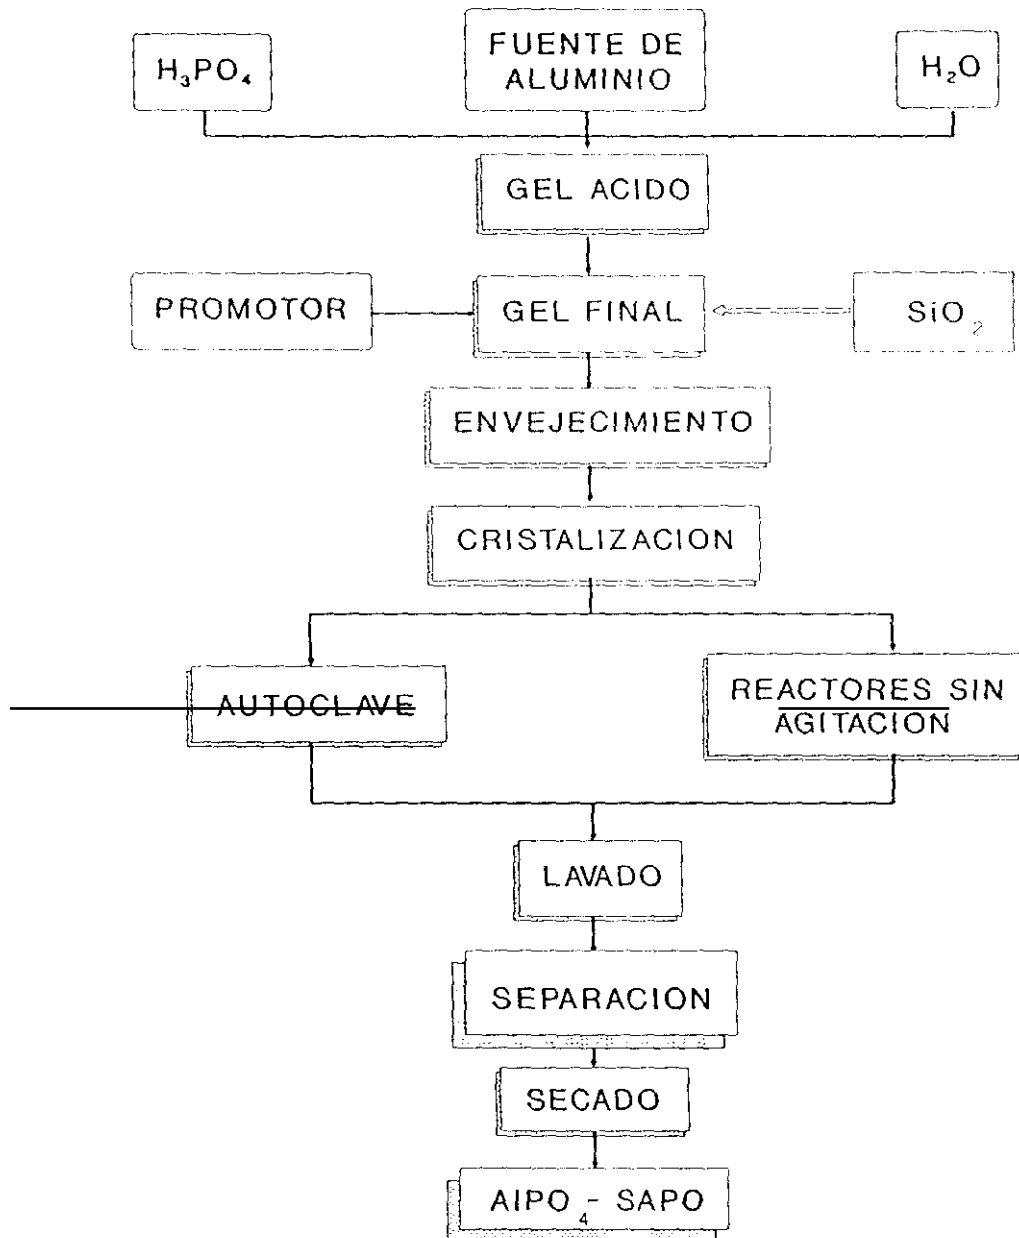 H₃PO₄
FUENTE DE
ALUMINIO
H₂O
GEL ACIDO
PROMOTOR
GEL FINAL
SiO₂
ENVEJECIMIENTO
CRISTALIZACION
AUTOCLAVE
REACTORES SIN
AGITACION
LAVADO
SEPARACION
SECADO
AlPO₄- SAPO